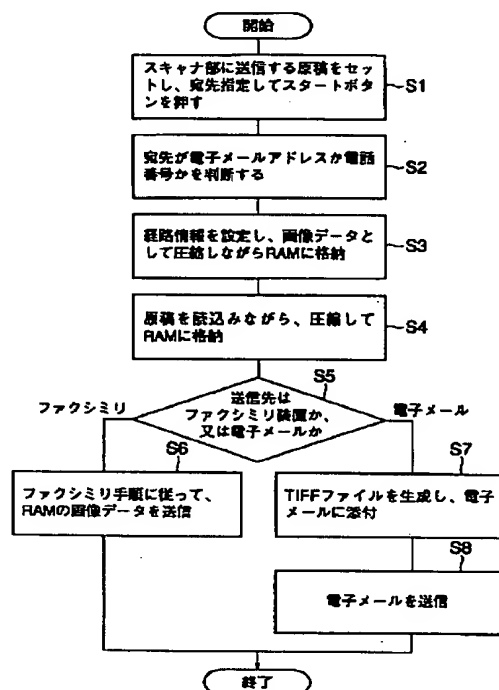 開始
スキャナ部に送信する原稿をセッ
トし、宛先指定してスタートボタ
ンを押す
S1
宛先が電子メールアドレスか電話
番号かを判断する
S2
経路情報を設定し、画像データと
して圧縮しながらRAMに格納
S3
原稿を読込みながら、圧縮して
RAMに格納
S4
S5
送信先は
ファクシミリ装置か、
又は電子メールか
ファクシミリ
電子メール
S6
ファクシミリ手順に従って、
RAMの画像データを送信
S7
TIFFファイルを生成し、電子
メールに添付
S8
電子メールを送信
終了